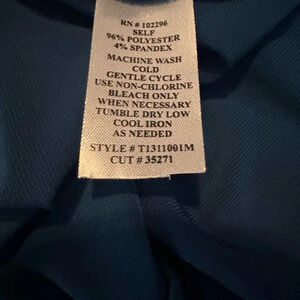 RN # 102296
SELF
96% POLYESTER
4% SPANDEX
MACHINE WASH
COLD
GENTLE CYCLE
USE NON-CHLORINE
BLEACH ONLY
WHEN NECESSARY
TUMBLE DRY LOW
COOL IRON
AS NEEDED
STYLE # T1311001M
CUT # 35271